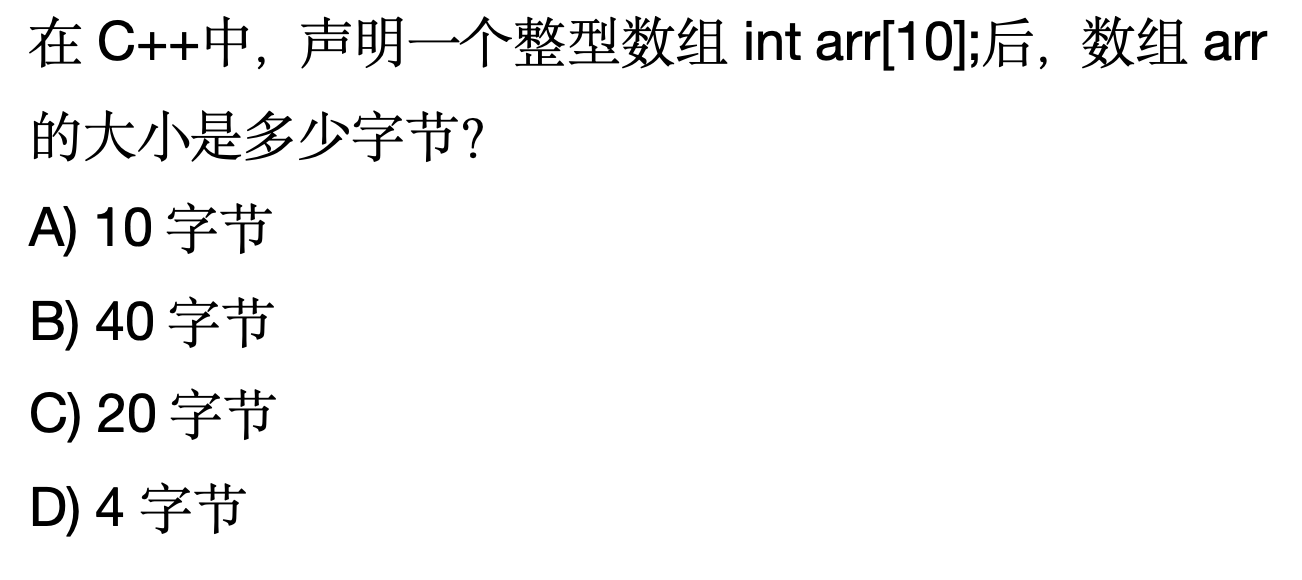 在 C++中，声明一个整型数组 int arr[10];后，数组 arr
的大小是多少字节？
A) 10 字节
B) 40 字节
C) 20 字节
D) 4 字节